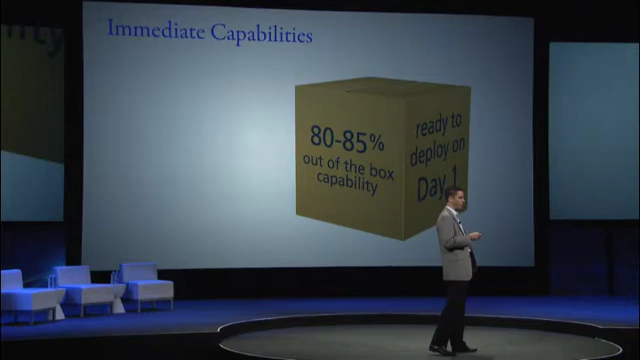 Immediate Capabilities
80-85%
out of the box
capability
ready to
deploy on
Day 1